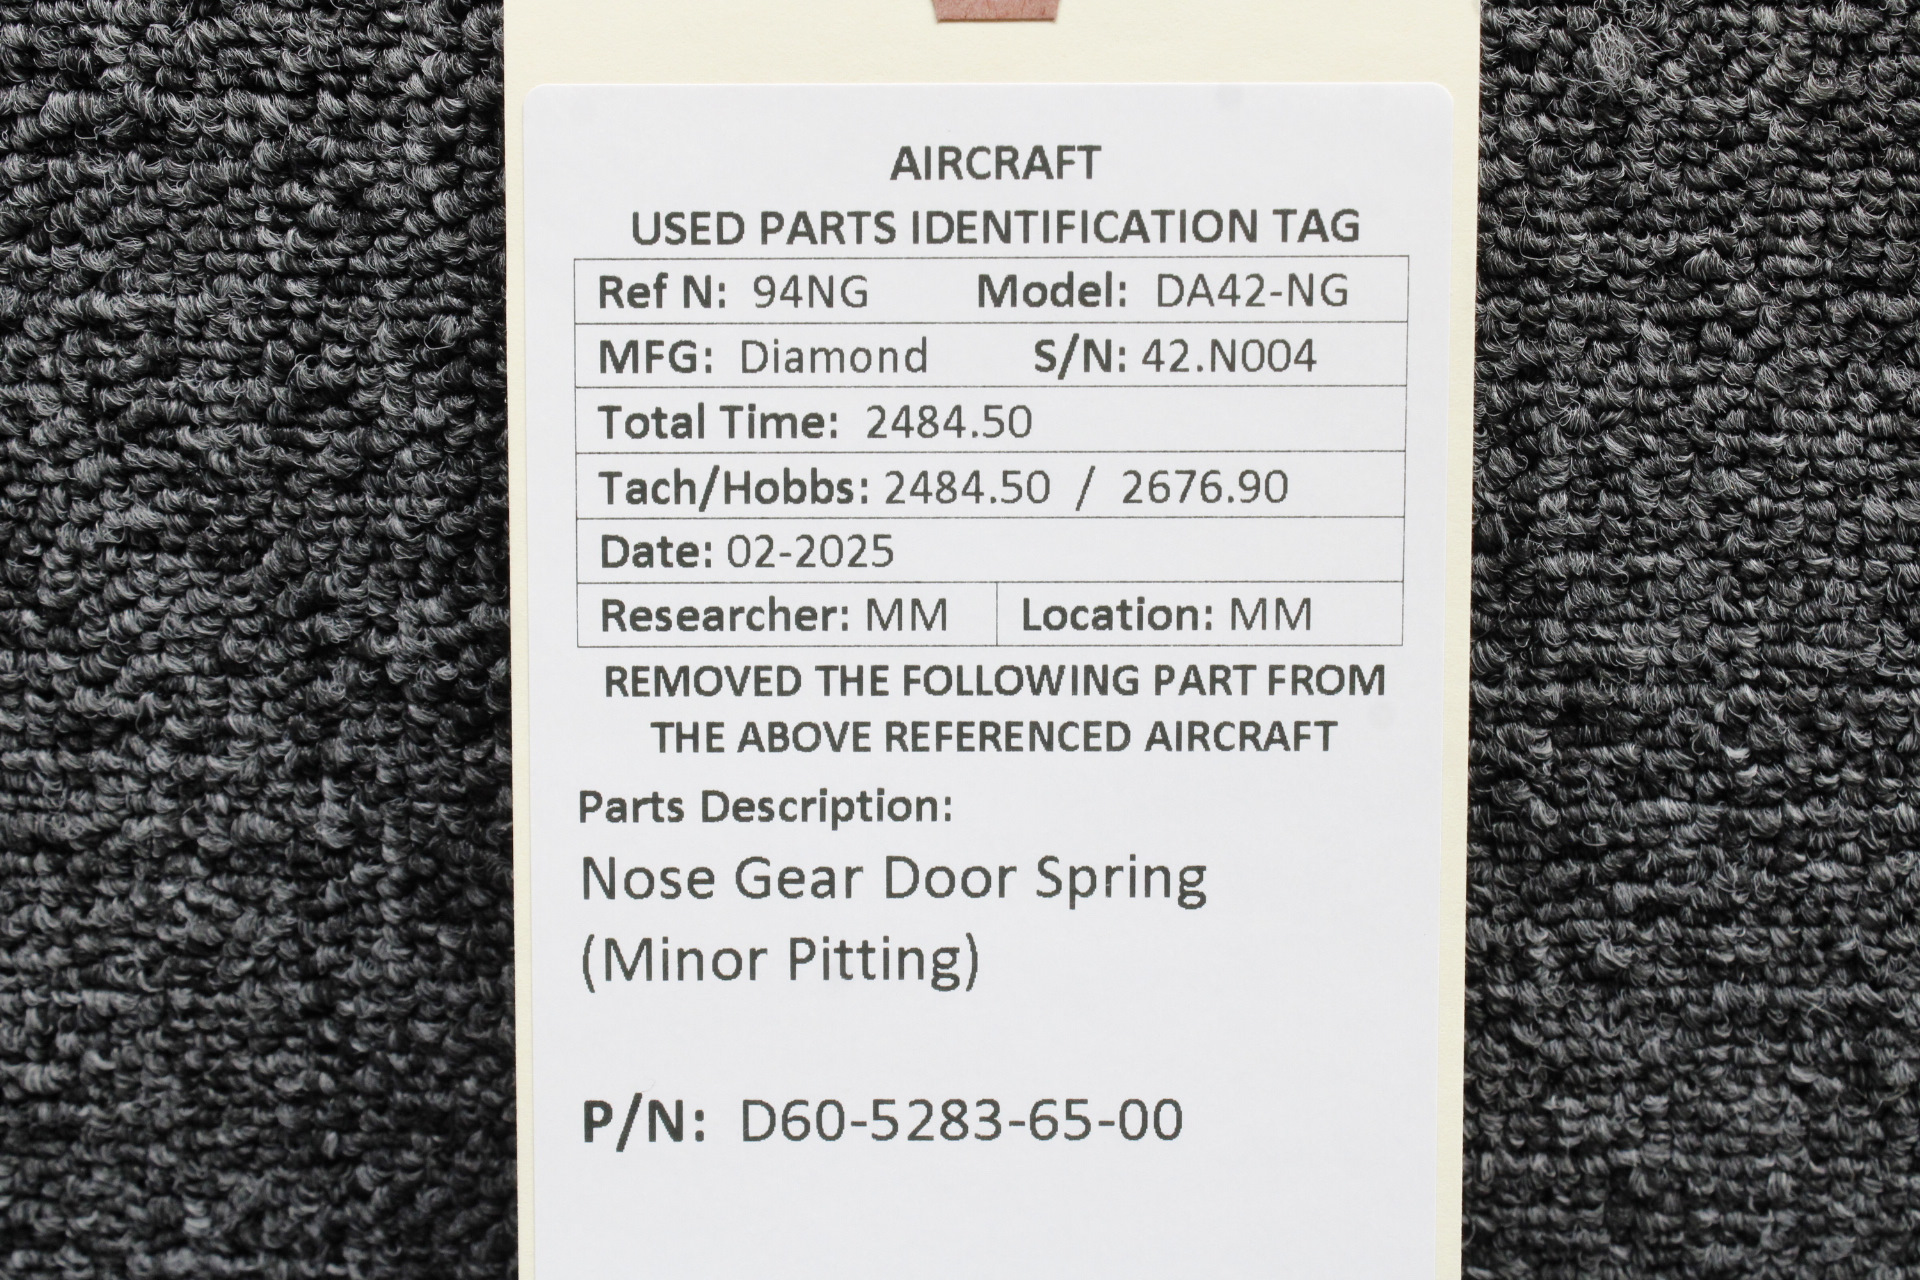 AIRCRAFT
USED PARTS IDENTIFICATION TAG
Ref N: 94NG Model: DA42-NG
MFG: Diamond S/N: 42.N004
Total Time: 2484.50
Tach/Hobbs: 2484.50 / 2676.90
Date: 02-2025
Researcher: MM Location: MM
REMOVED THE FOLLOWING PART FROM
THE ABOVE REFERENCED AIRCRAFT
Parts Description:
Nose Gear Door Spring
(Minor Pitting)
P/N: D60-5283-65-00